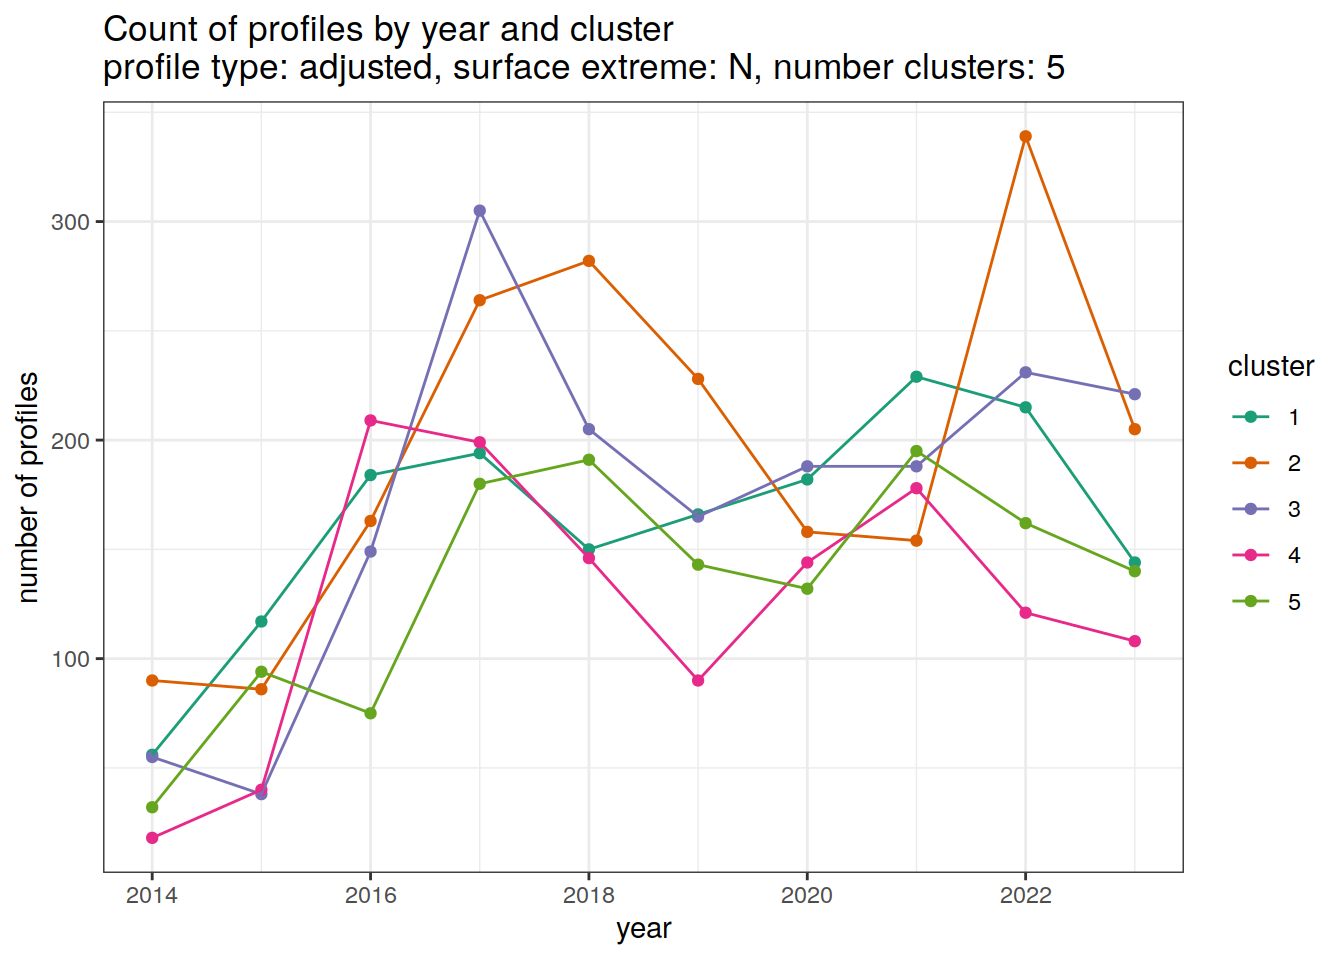 Count of profiles by year and cluster
profile type: adjusted, surface extreme: N, number clusters: 5
300
200
100
number of profiles
2014
2016
2018
2020
2022
year
cluster
1
2
3
4
5